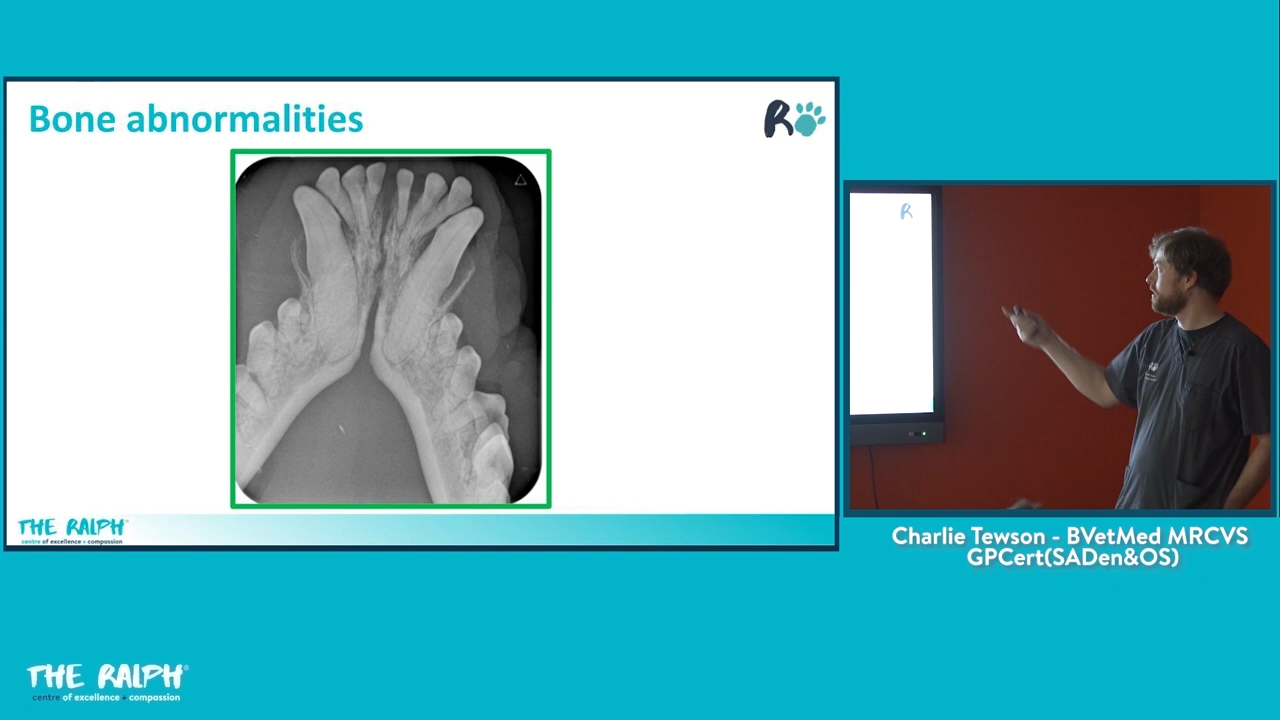 Bone abnormalities
R
R
THE RALPH®
centre of excellence + compassion
Charlie Tewson - BVetMed MRCVS
GPCert(SADen&OS)
THE RALPH®
centre of excellence + compassion